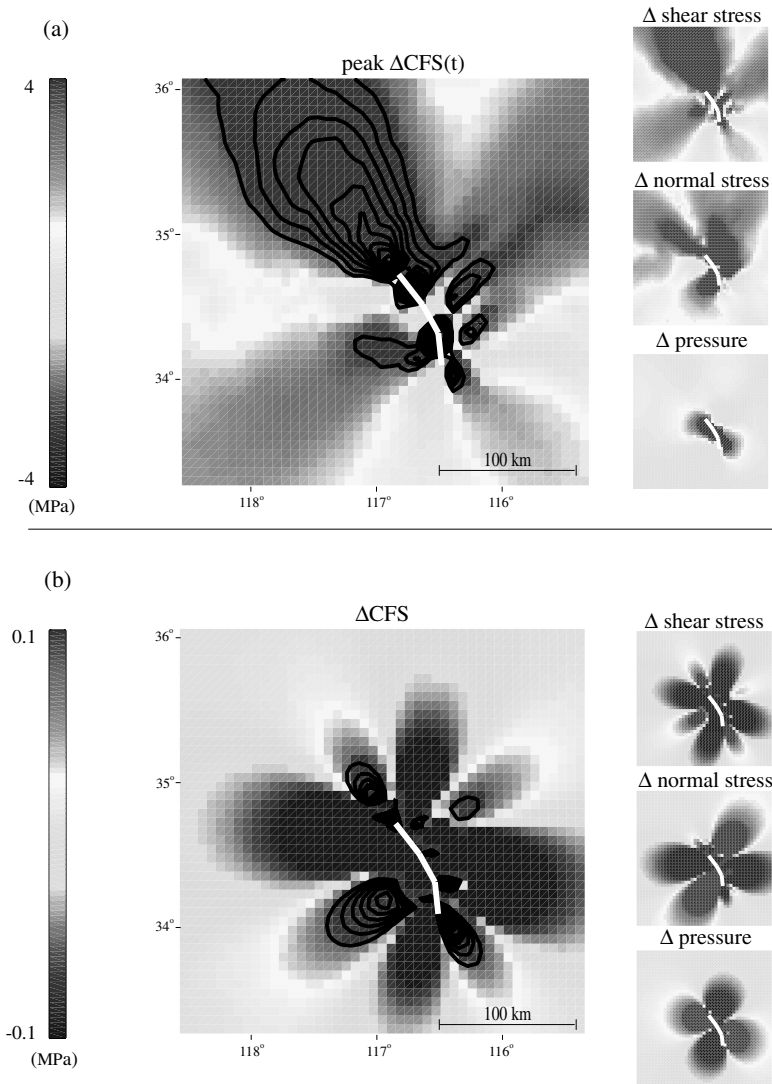 (a)
peak ΔCFS(t)
4
-4
(MPa)
36°
35°
34°
118°
117°
116°
100 km
Δ shear stress
Δ normal stress
Δ pressure
(b)
ΔCFS
0.1
-0.1
(MPa)
36°
35°
34°
118°
117°
116°
100 km
Δ shear stress
Δ normal stress
Δ pressure